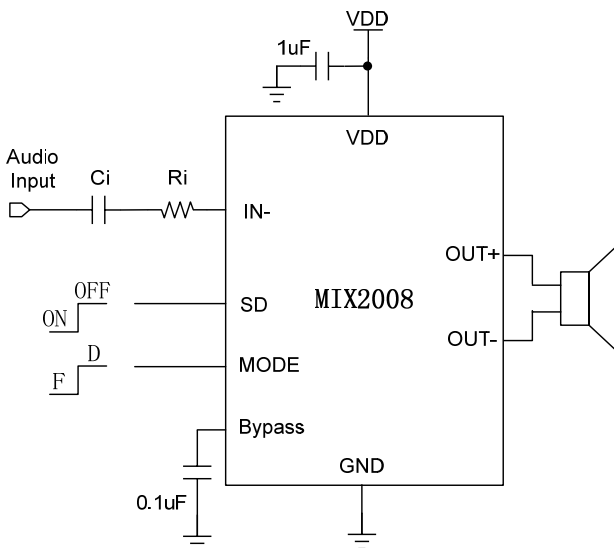 VDD
1uF
VDD
Audio
Input
Ci
Ri
IN-
OUT+
OFF
ON
SD
MIX2008
D
F
MODE
OUT-
Bypass
GND
0.1uF